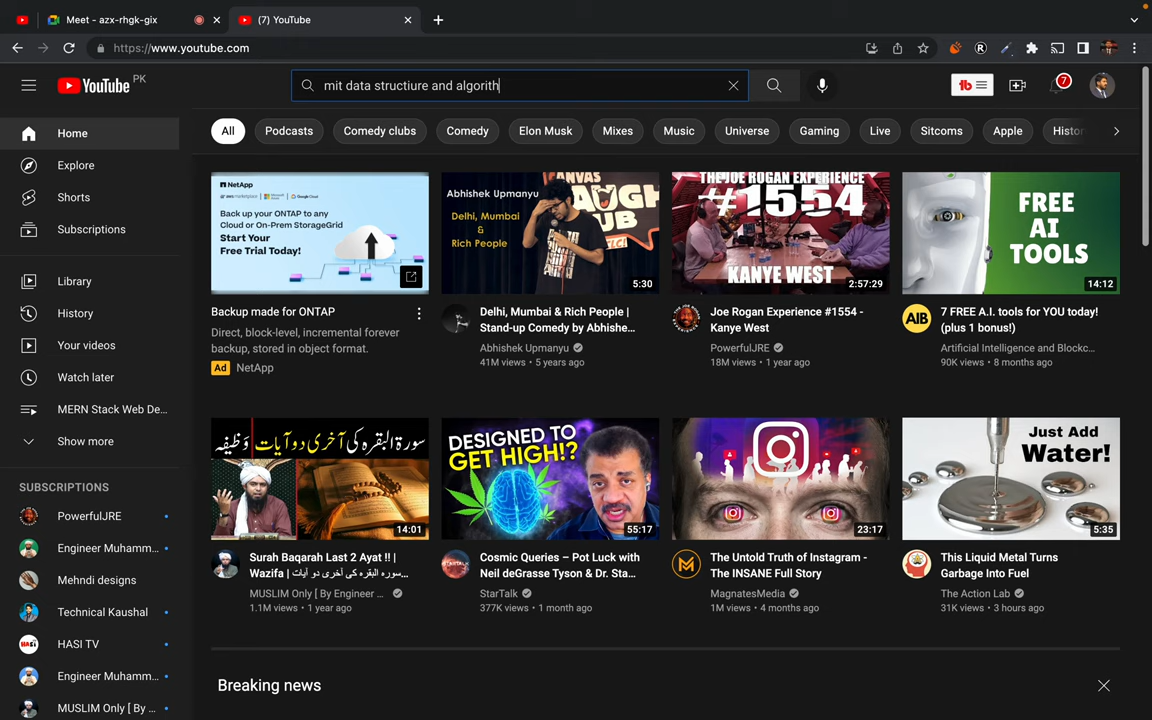 Meet - azx-rhgk-gix
(7) YouTube
https://www.youtube.com
YouTube PK
mit data structiure and algorith
7
Home
Explore
Shorts
Subscriptions
Library
History
Your videos
Watch later
MERN Stack Web De...
Show more
SUBSCRIPTIONS
PowerfulJRE
Engineer Muhamm...
Mehndi designs
Technical Kaushal
HASI TV
Engineer Muhamm...
MUSLIM Only [ By ...
All
Podcasts
Comedy clubs
Comedy
Elon Musk
Mixes
Music
Universe
Gaming
Live
Sitcoms
Apple
Histor
NetApp
Back up your ONTAP to any
Cloud or On-Prem StorageGrid
Start Your
Free Trial Today!
Backup made for ONTAP
Direct, block-level, incremental forever
backup, stored in object format.
Ad NetApp
Abhishek Upmanyu
Delhi, Mumbai
&
Rich People
5:30
Delhi, Mumbai & Rich People |
Stand-up Comedy by Abhishe...
Abhishek Upmanyu
41M views • 5 years ago
THE JOE ROGAN EXPERIENCE
#1554
KANYE WEST
2:57:29
Joe Rogan Experience #1554 -
Kanye West
PowerfulJRE
18M views • 1 year ago
FREE
AI
TOOLS
14:12
AIB
7 FREE A.I. tools for YOU today!
(plus 1 bonus!)
Artificial Intelligence and Blockc...
90K views • 8 months ago
سورۃ البقرہ کی آخری دو آیات وظیفہ
14:01
Surah Baqarah Last 2 Ayat !! |
Wazifa | سورہ البقرہ کی آخری دو آیات...
MUSLIM Only [ By Engineer ...
1.1M views • 1 year ago
DESIGNED TO
GET HIGH!?
55:17
Cosmic Queries – Pot Luck with
Neil deGrasse Tyson & Dr. Sta...
StarTalk
377K views • 1 month ago
23:17
The Untold Truth of Instagram -
The INSANE Full Story
MagnatesMedia
1M views • 4 months ago
Just Add
Water!
5:35
This Liquid Metal Turns
Garbage Into Fuel
The Action Lab
31K views • 3 hours ago
Breaking news